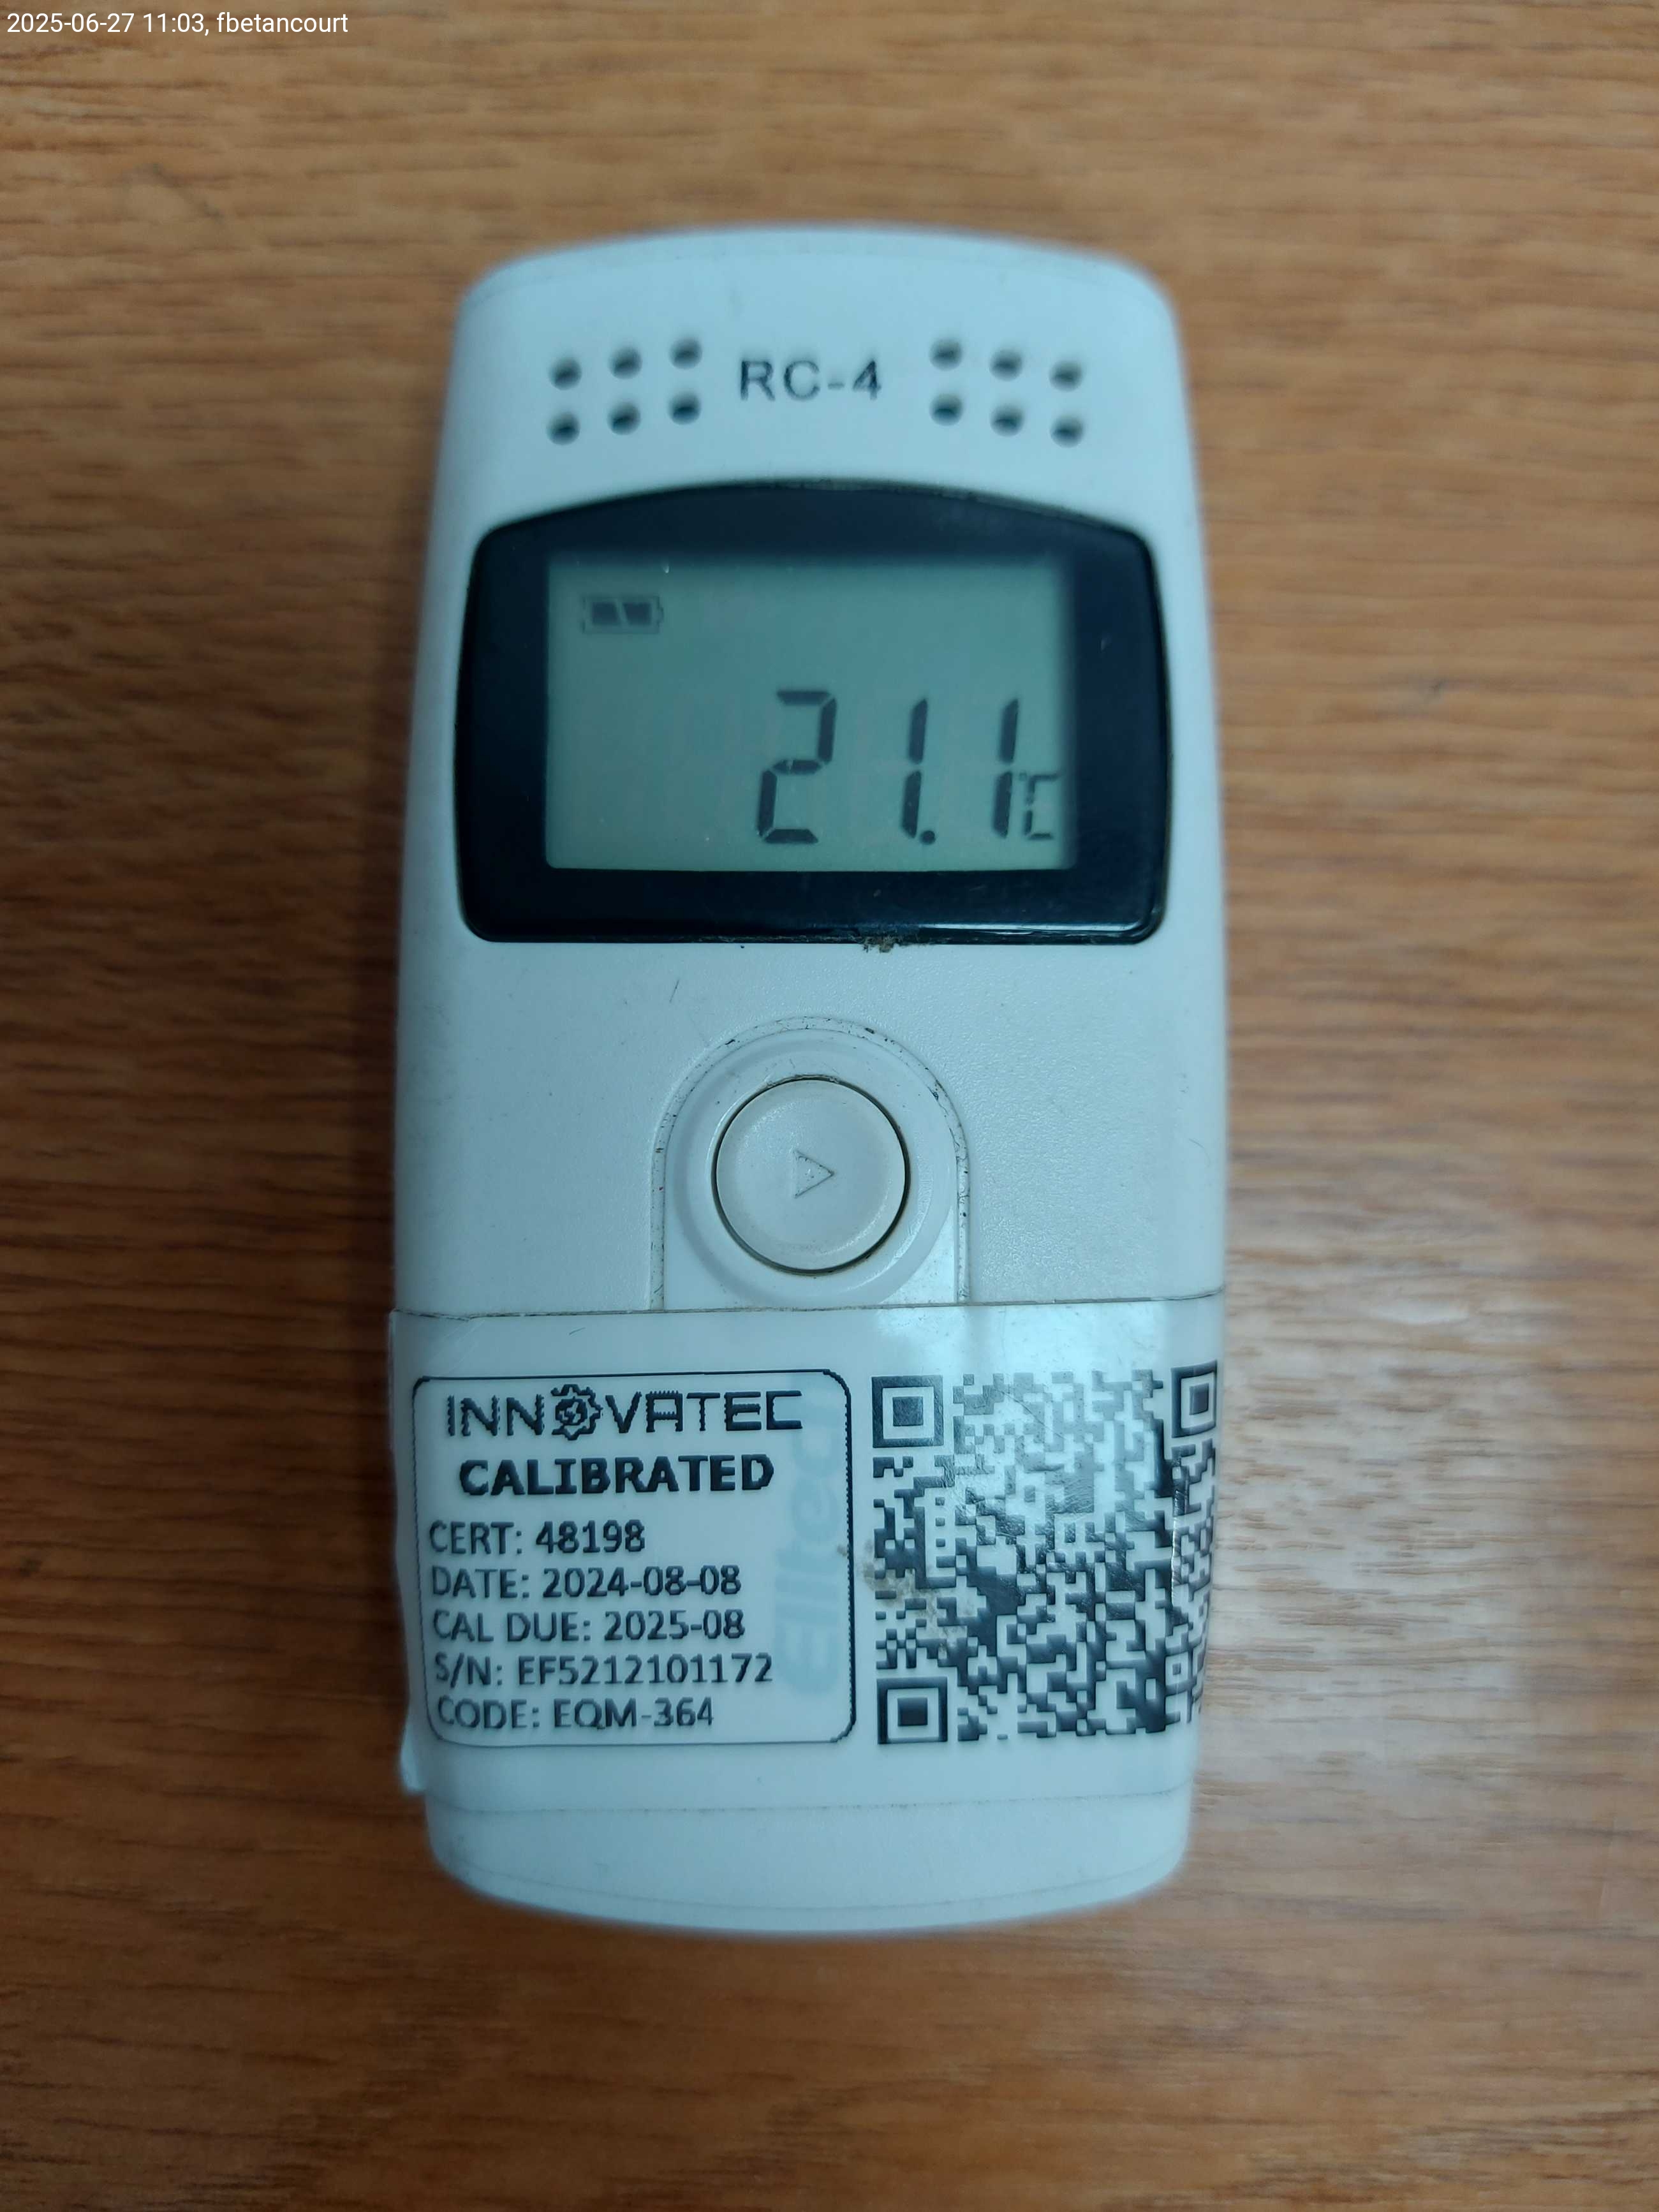 2025-06-27 11:03, fbetancourt
RC-4
21.1°C
INNOVATEC
CALIBRATED
CERT: 48198
DATE: 2024-08-08
CAL DUE: 2025-08
S/N: EF5212101172
CODE: EQM-364
Elitech